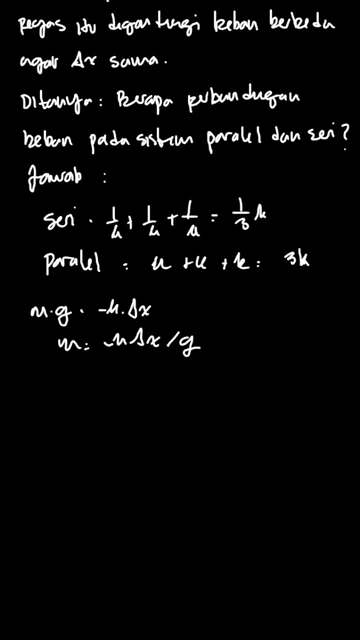 pegas itu digantungi beban berbeda
agar Δx sama.
Ditanya : Berapa perbandingan
beban pada sistem paralel dan seri ?
Jawab :
seri . 1/k + 1/k + 1/k = 1/3 k
paralel = k + k + k = 3k
m.g = -k.Δx
m = -kΔx/g